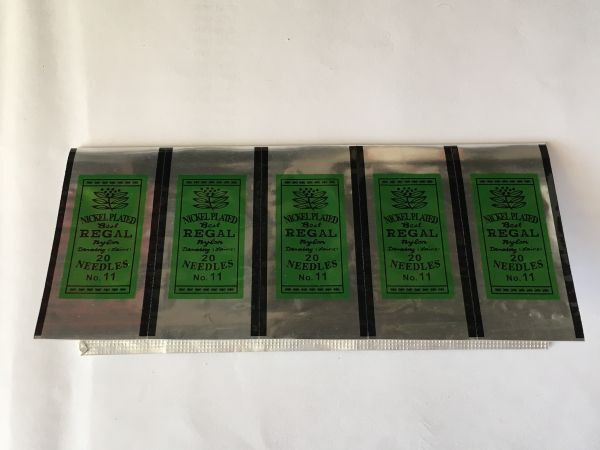 NICKEL PLATED
Best
REGAL
Nylon
20
NEEDLES
No. 11
NICKEL PLATED
Best
REGAL
Nylon
20
NEEDLES
No. 11
NICKEL PLATED
Best
REGAL
Nylon
20
NEEDLES
No. 11
NICKEL PLATED
Best
REGAL
Nylon
20
NEEDLES
No. 11
NICKEL PLATED
Best
REGAL
Nylon
20
NEEDLES
No. 11